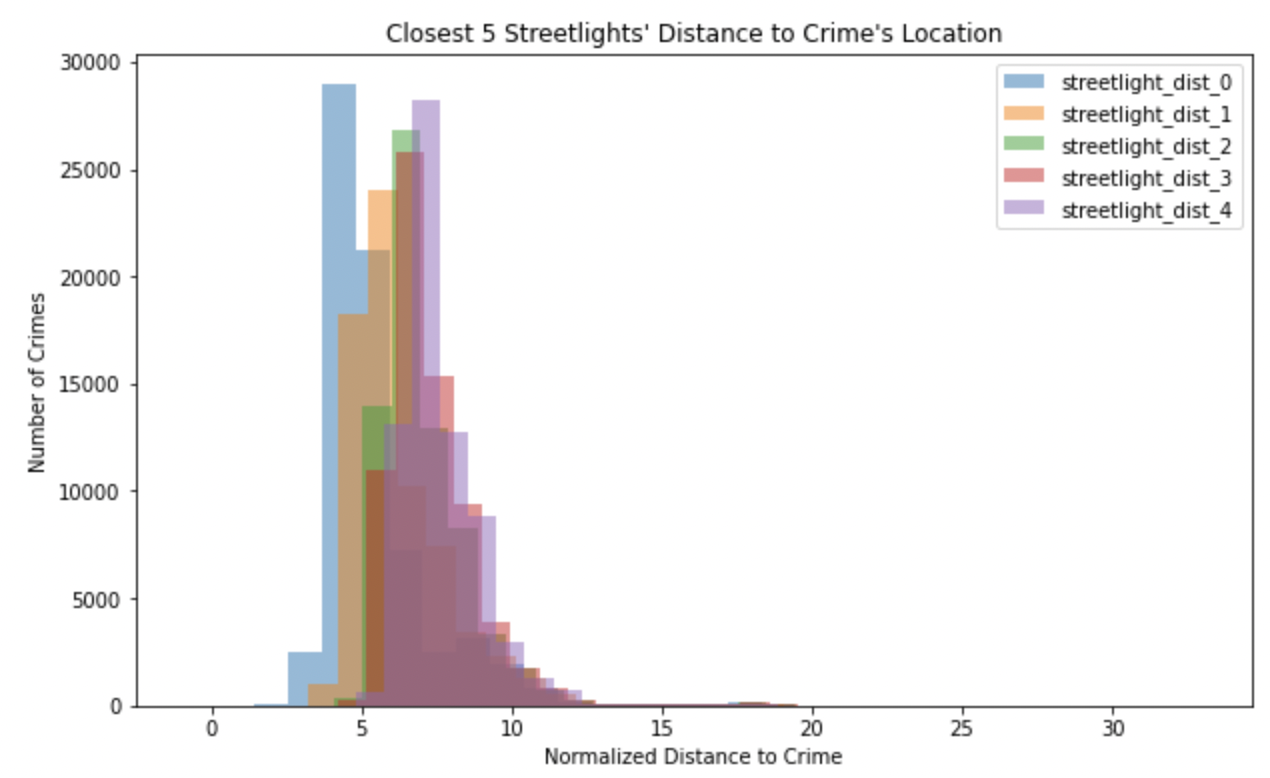 Closest 5 Streetlights' Distance to Crime's Location
streetlight_dist_0
streetlight_dist_1
streetlight_dist_2
streetlight_dist_3
streetlight_dist_4
30000
25000
20000
15000
10000
5000
0
Number of Crimes
0 5 10 15 20 25 30
Normalized Distance to Crime